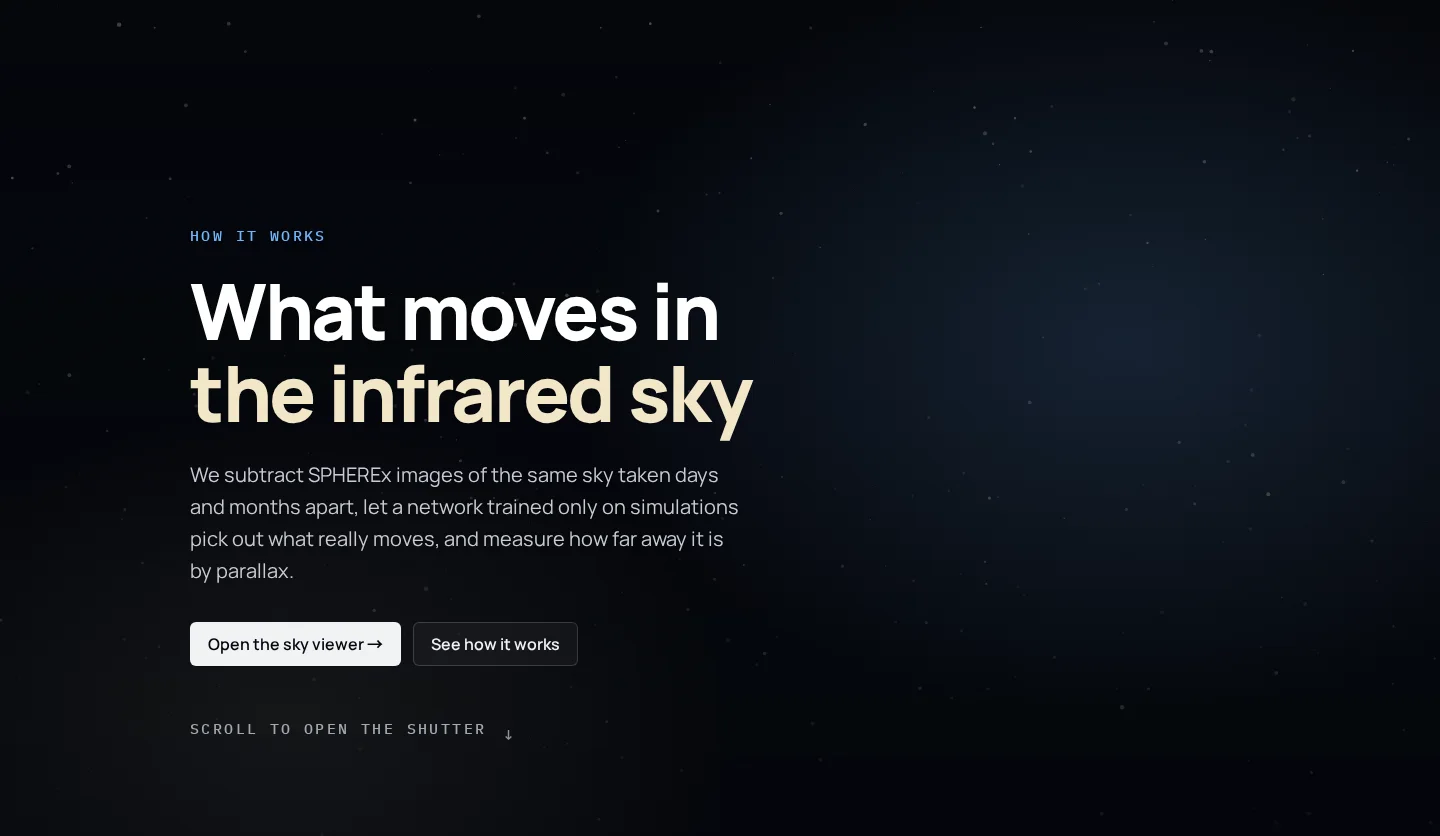 HOW IT WORKS
What moves in
the infrared sky
We subtract SPHEREx images of the same sky taken days
and months apart, let a network trained only on simulations
pick out what really moves, and measure how far away it is
by parallax.
Open the sky viewer →
See how it works
SCROLL TO OPEN THE SHUTTER ↓